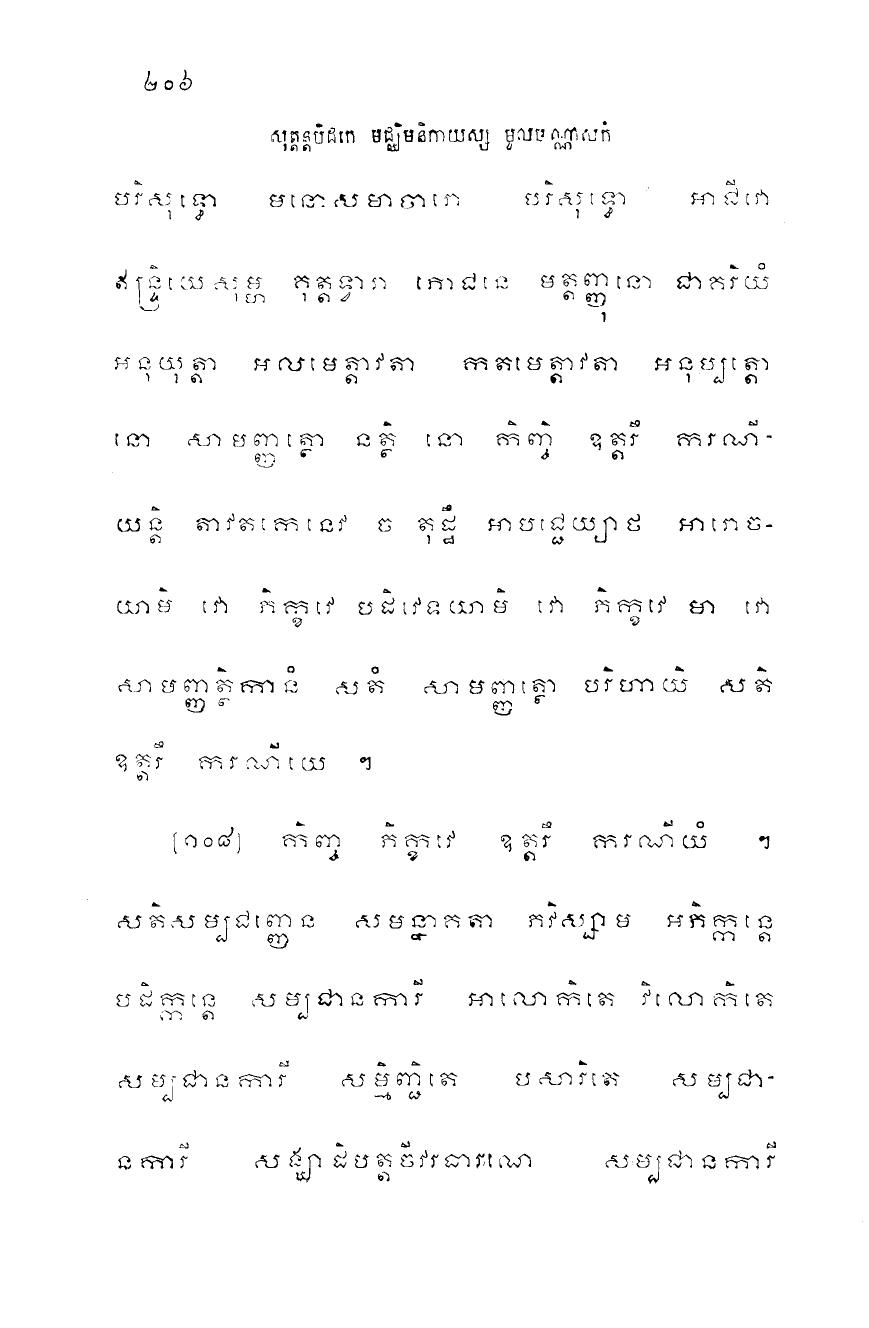 ២០៦
សុត្តន្តបិដកេ មជ្ឈិមនិកាយស្ស មូលបណ្ណាសកំ
បរិសុទ្ធោ មនោសមាចារោ បរិសុទ្ធោ អាជីវោ
ឥន្ទ្រិយេសុម្ហ គុត្តទ្វារា ភោជនេ មត្តញ្ញុនោ ជាគរិយំ
អនុយុត្តា អលមេត្តាវតា កតមេត្តាវតា អនុប្បត្តោ
នោ សាមញ្ញត្ថោ នត្ថិ នោ កិញ្ចិ ឧត្តរឹ ករណី-
យន្តិ តាវតកេនេវ ច តុដ្ឋឹ អាបជ្ជេយ្យាថ អារោច-
យាមិ វោ ភិក្ខវេ បដិវេទយាមិ វោ ភិក្ខវេ មា វោ
សាមញ្ញត្ថិកានំ សតំ សាមញ្ញត្ថោ បរិហាយិ សតិ
ឧត្តរឹ ករណីយេ ។
[១០៨] កិញ្ច ភិក្ខវេ ឧត្តរឹ ករណីយំ ។
សតិសម្បជញ្ញេន សមន្នាគតា ភវិស្សាម អភិក្កន្តេ
បដិក្កន្តេ សម្បជានការី អាលោកិតេ វិលោកិតេ
សម្បជានការី សម្មិញ្ជិតេ បសារិតេ សម្បជា-
នការី សង្ឃាដិបត្តចីវរធារណេ សម្បជានការី